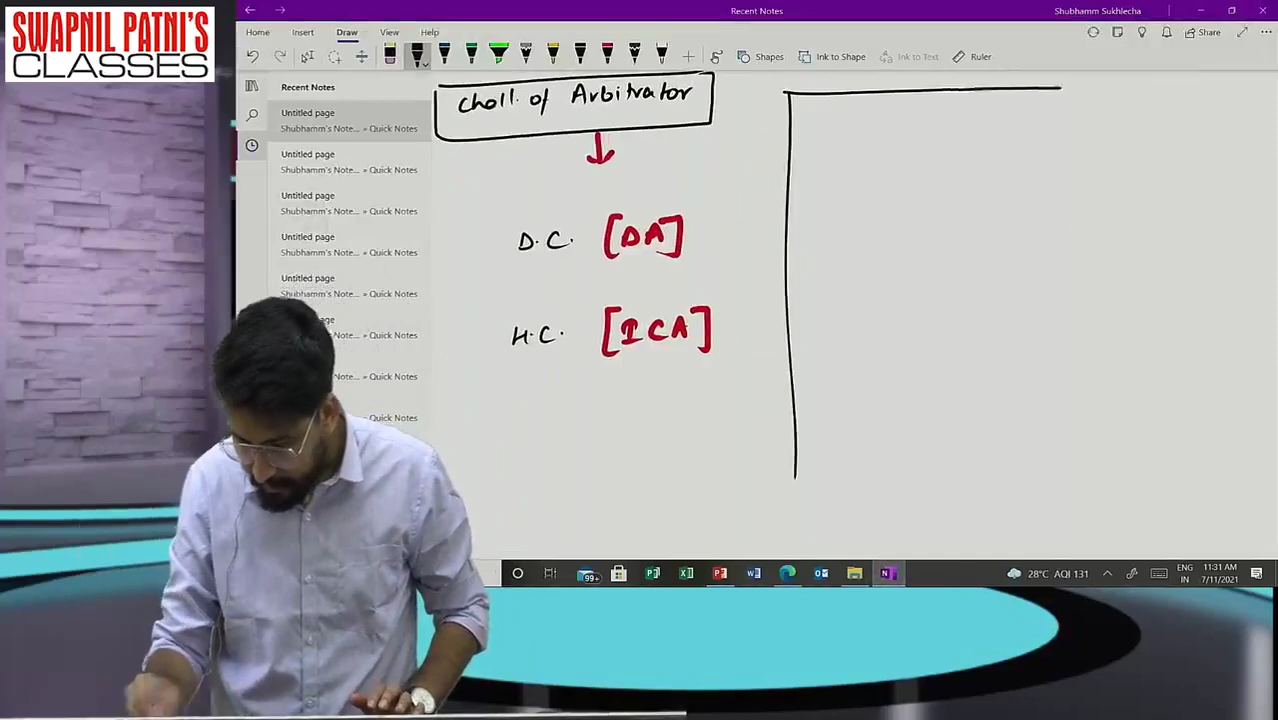 SWAPNIL PATNI'S
CLASSES
Recent Notes
Shubhamm Sukhlecha
Home Insert Draw View Help
Share
Shapes Ink to Shape Ink to Text Ruler
Recent Notes
Untitled page
Shubhamm's Note... » Quick Notes
Untitled page
Shubhamm's Note... » Quick Notes
Untitled page
Shubhamm's Note... » Quick Notes
Untitled page
Shubhamm's Note... » Quick Notes
Untitled page
Shubhamm's Note... » Quick Notes
Note... » Quick Notes
» Quick Notes
Quick Notes
Chall. of Arbitrator
D.C. [DA]
H.C. [ICA]
99+
28°C AQI 131
ENG
IN
11:31 AM
7/11/2021